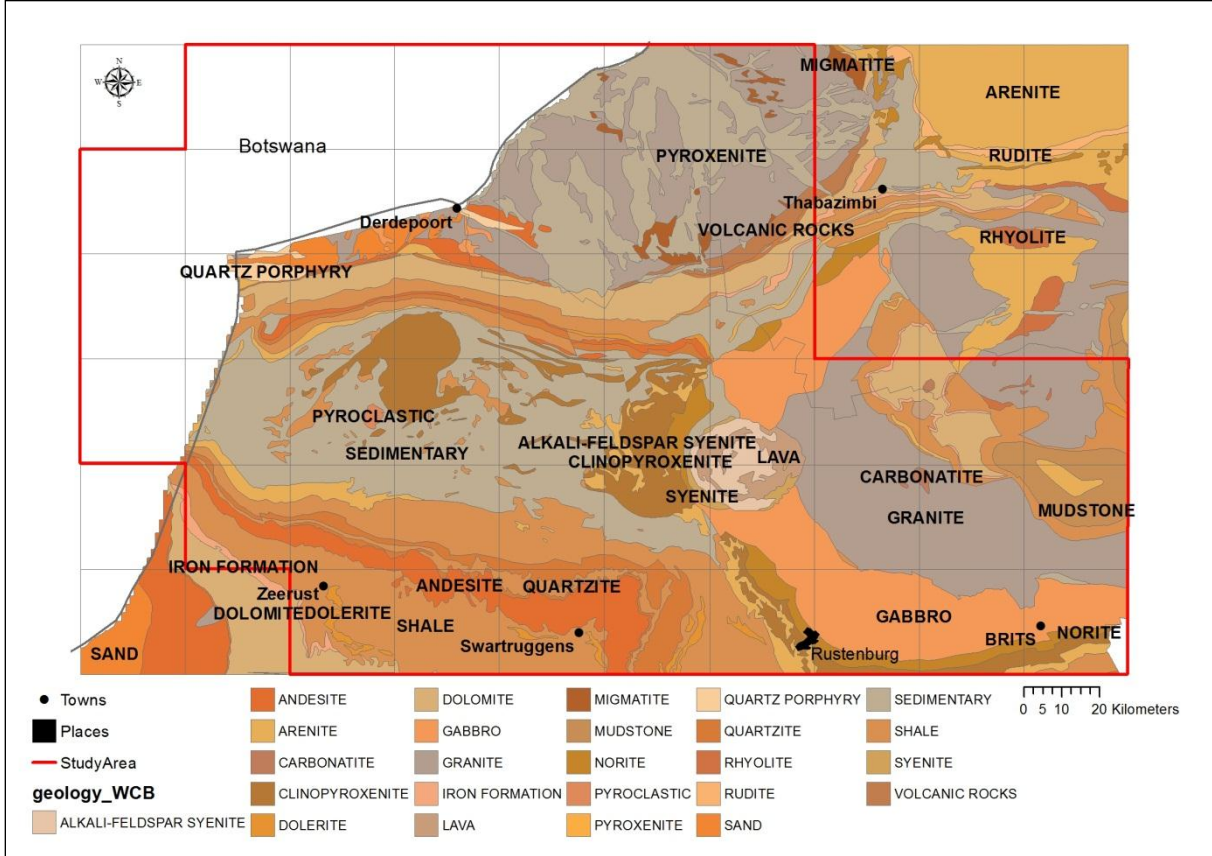 N
W E
S
MIGMATITE
ARENITE
Botswana
PYROXENITE
RUDITE
Thabazimbi
Derdepoort
VOLCANIC ROCKS
RHYOLITE
QUARTZ PORPHYRY
PYROCLASTIC
SEDIMENTARY
ALKALI-FELDSPAR SYENITE
CLINOPYROXENITE
LAVA
SYENITE
CARBONATITE
GRANITE
MUDSTONE
IRON FORMATION
Zeerust
ANDESITE
QUARTZITE
DOLOMITE
DOLERITE
SHALE
GABBRO
Swartruggens
BRITS
NORITE
SAND
Rustenburg
Towns
Places
StudyArea
geology_WCB
ALKALI-FELDSPAR SYENITE
ANDESITE
ARENITE
CARBONATITE
CLINOPYROXENITE
DOLERITE
DOLOMITE
GABBRO
GRANITE
IRON FORMATION
LAVA
MIGMATITE
MUDSTONE
NORITE
PYROCLASTIC
PYROXENITE
QUARTZ PORPHYRY
QUARTZITE
RHYOLITE
RUDITE
SAND
SEDIMENTARY
SHALE
SYENITE
VOLCANIC ROCKS
0 5 10 20 Kilometers